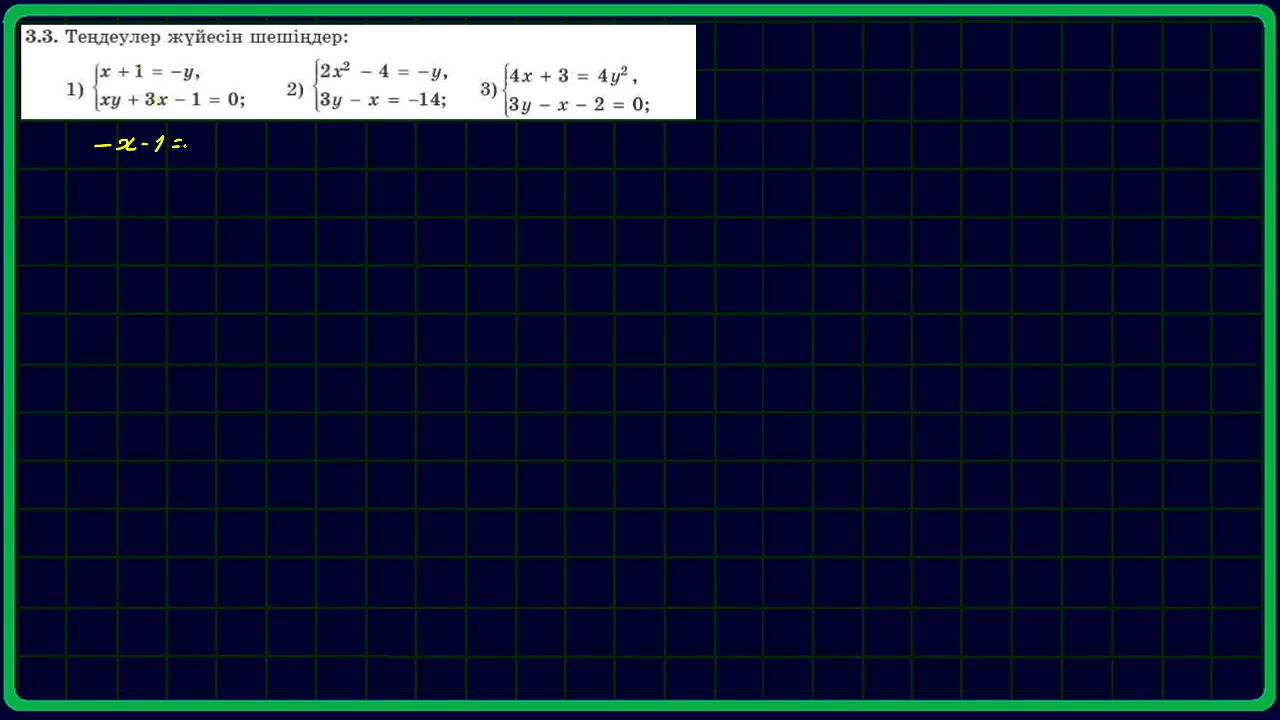 3.3. Теңдеулер жүйесін шешіңдер:
1) {x + 1 = −y, 2) {2x² − 4 = −y, 3) {4x + 3 = 4y²,
xy + 3x − 1 = 0; 3y − x = −14; 3y − x − 2 = 0;
−x - 1 =